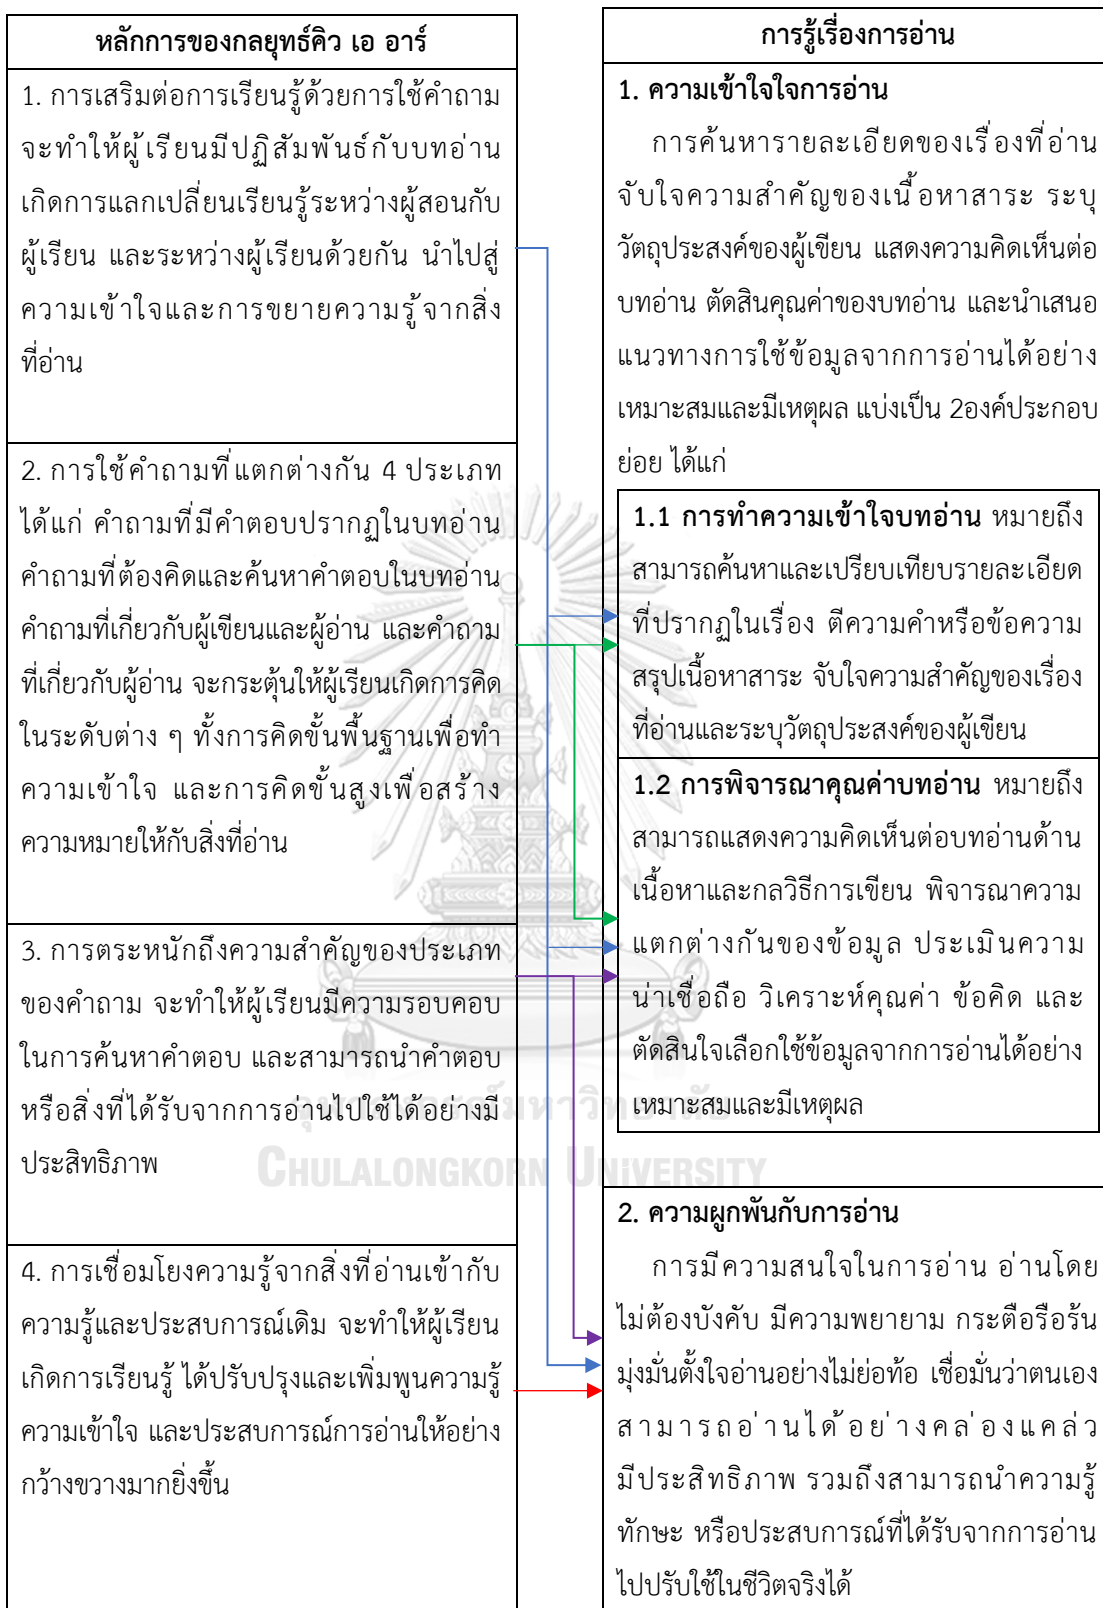 หลักการของกลยุทธ์คิว เอ อาร์
1. การเสริมต่อการเรียนรู้ด้วยการใช้คำถาม
จะทำให้ผู้เรียนมีปฏิสัมพันธ์กับบทอ่าน
เกิดการแลกเปลี่ยนเรียนรู้ระหว่างผู้สอนกับ
ผู้เรียน และระหว่างผู้เรียนด้วยกัน นำไปสู่
ความเข้าใจและการขยายความรู้จากสิ่ง
ที่อ่าน
2. การใช้คำถามที่แตกต่างกัน 4 ประเภท
ได้แก่ คำถามที่มีคำตอบปรากฏในบทอ่าน
คำถามที่ต้องคิดและค้นหาคำตอบในบทอ่าน
คำถามที่เกี่ยวกับผู้เขียนและผู้อ่าน และคำถาม
ที่เกี่ยวกับผู้อ่าน จะกระตุ้นให้ผู้เรียนเกิดการคิด
ในระดับต่าง ๆ ทั้งการคิดขั้นพื้นฐานเพื่อทำ
ความเข้าใจ และการคิดขั้นสูงเพื่อสร้าง
ความหมายให้กับสิ่งที่อ่าน
3. การตระหนักถึงความสำคัญของประเภท
ของคำถาม จะทำให้ผู้เรียนมีความรอบคอบ
ในการค้นหาคำตอบ และสามารถนำคำตอบ
หรือสิ่งที่ได้รับจากการอ่านไปใช้ได้อย่างมี
ประสิทธิภาพ
4. การเชื่อมโยงความรู้จากสิ่งที่อ่านเข้ากับ
ความรู้และประสบการณ์เดิม จะทำให้ผู้เรียน
เกิดการเรียนรู้ ได้ปรับปรุงและเพิ่มพูนความรู้
ความเข้าใจ และประสบการณ์การอ่านให้อย่าง
กว้างขวางมากยิ่งขึ้น
การรู้เรื่องการอ่าน
1. ความเข้าใจใจการอ่าน
การค้นหารายละเอียดของเรื่องที่อ่าน
จับใจความสำคัญของเนื้อหาสาระ ระบุ
วัตถุประสงค์ของผู้เขียน แสดงความคิดเห็นต่อ
บทอ่าน ตัดสินคุณค่าของบทอ่าน และนำเสนอ
แนวทางการใช้ข้อมูลจากการอ่านได้อย่าง
เหมาะสมและมีเหตุผล แบ่งเป็น 2องค์ประกอบ
ย่อย ได้แก่
1.1 การทำความเข้าใจบทอ่าน หมายถึง
สามารถค้นหาและเปรียบเทียบรายละเอียด
ที่ปรากฏในเรื่อง ตีความคำหรือข้อความ
สรุปเนื้อหาสาระ จับใจความสำคัญของเรื่อง
ที่อ่านและระบุวัตถุประสงค์ของผู้เขียน
1.2 การพิจารณาคุณค่าบทอ่าน หมายถึง
สามารถแสดงความคิดเห็นต่อบทอ่านด้าน
เนื้อหาและกลวิธีการเขียน พิจารณาความ
แตกต่างกันของข้อมูล ประเมินความ
น่าเชื่อถือ วิเคราะห์คุณค่า ข้อคิด และ
ตัดสินใจเลือกใช้ข้อมูลจากการอ่านได้อย่าง
เหมาะสมและมีเหตุผล
2. ความผูกพันกับการอ่าน
การมีความสนใจในการอ่าน อ่านโดย
ไม่ต้องบังคับ มีความพยายาม กระตือรือร้น
มุ่งมั่นตั้งใจอ่านอย่างไม่ย่อท้อ เชื่อมั่นว่าตนเอง
สามารถอ่านได้อย่างคล่องแคล่ว
มีประสิทธิภาพ รวมถึงสามารถนำความรู้
ทักษะ หรือประสบการณ์ที่ได้รับจากการอ่าน
ไปปรับใช้ในชีวิตจริงได้
จุฬาลงกรณ์มหาวิทยาลัย
CHULALONGKORN UNIVERSITY